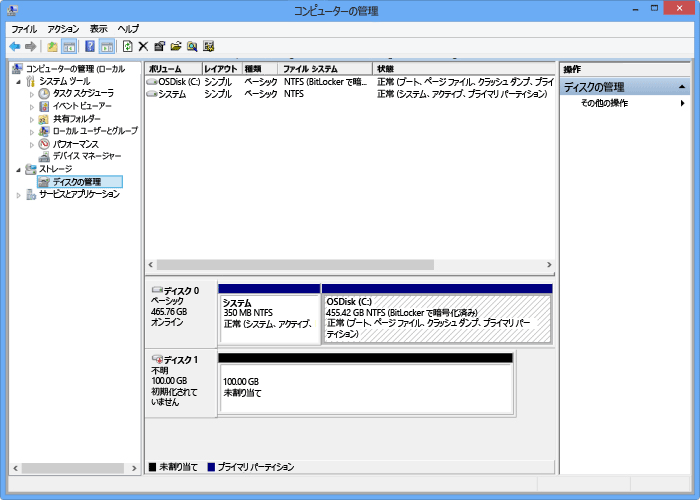 コンピューターの管理
ファイル アクション 表示 ヘルプ
コンピューターの管理 (ローカル
システム ツール
タスク スケジューラ
イベント ビューアー
共有フォルダー
ローカル ユーザーとグループ
パフォーマンス
デバイス マネージャー
ストレージ
ディスクの管理
サービスとアプリケーション
ボリューム レイアウト 種類 ファイル システム 状態
OSDisk (C:) シンプル ベーシック NTFS (BitLocker で暗... 正常 (ブート、ページ ファイル、クラッシュ ダンプ、プライ
システム シンプル ベーシック NTFS 正常 (システム、アクティブ、プライマリ パーティション)
ディスク 0
ベーシック
465.76 GB
オンライン
システム
350 MB NTFS
正常 (システム、アクティブ、
OSDisk (C:)
455.42 GB NTFS (BitLocker で暗号化済み)
正常 (ブート、ページ ファイル、クラッシュ ダンプ、プライマリ パー
ティション)
ディスク 1
不明
100.00 GB
初期化されて
いません
100.00 GB
未割り当て
未割り当て プライマリ パーティション
操作
ディスクの管理
その他の操作